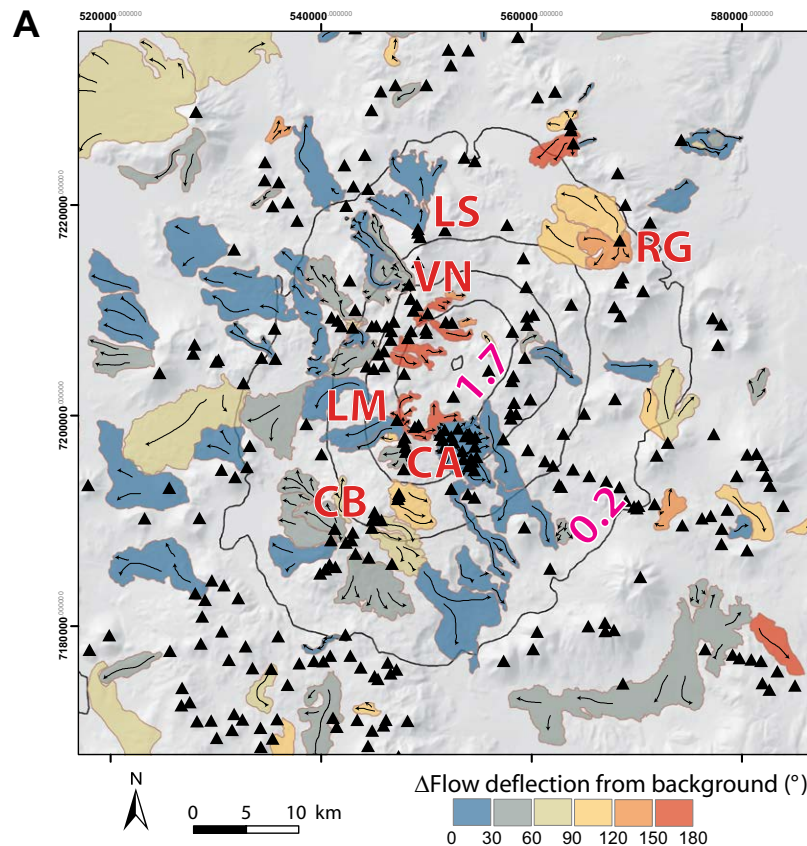 A
520000.000000 540000.000000 560000.000000 580000.000000
7220000.000000
7200000.000000
7180000.000000
LS
RG
VN
1.7
LM
CA
CB
0.2
N
0 5 10 km
ΔFlow deflection from background (°)
0 30 60 90 120 150 180